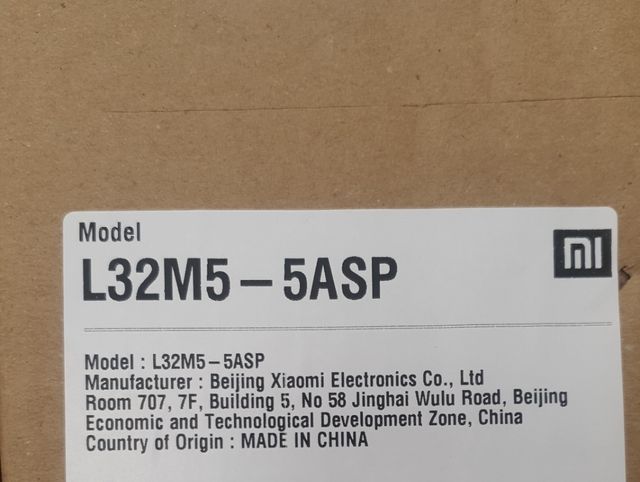 Model
mi
L32M5-5ASP
Model : L32M5-5ASP
Manufacturer : Beijing Xiaomi Electronics Co., Ltd
Room 707, 7F, Building 5, No 58 Jinghai Wulu Road, Beijing
Economic and Technological Development Zone, China
Country of Origin : MADE IN CHINA